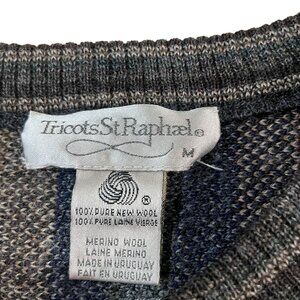 Tricots St Raphael®
M
®
100% PURE NEW WOOL
100% PURE LAINE VIERGE
MERINO WOOL
LAINE MERINO
MADE IN URUGUAY
FAIT EN URUGUAY